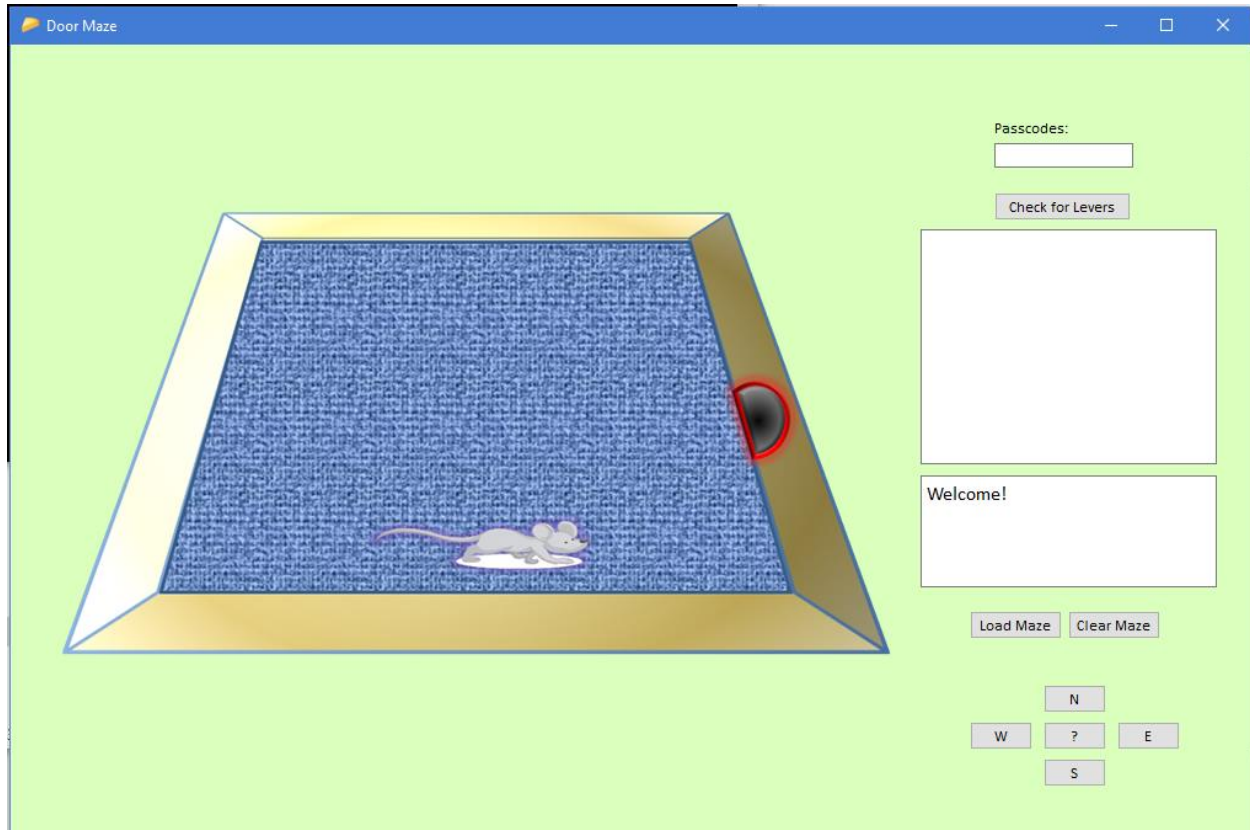 Door Maze
Passcodes:
Check for Levers
Welcome!
Load Maze Clear Maze
N
W ? E
S